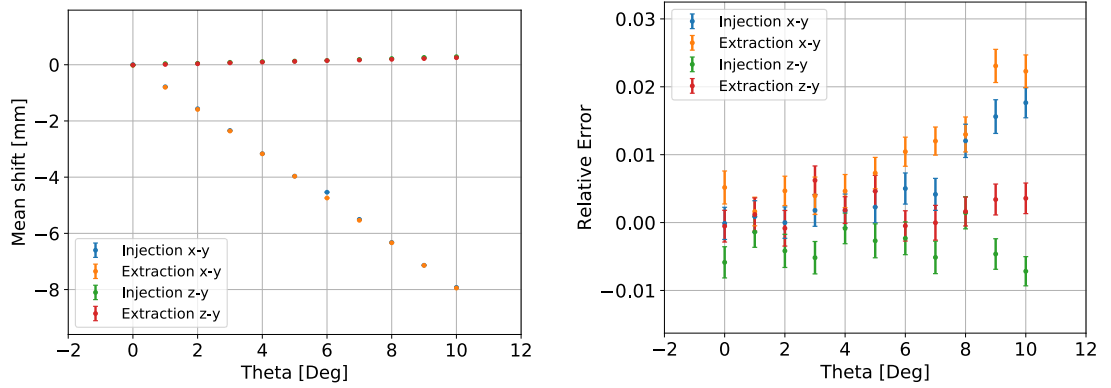 0
−2
−4
−6
−8
Mean shift [mm]
Injection x-y
Extraction x-y
Injection z-y
Extraction z-y
−2 0 2 4 6 8 10 12
Theta [Deg]
0.03
0.02
0.01
0.00
−0.01
Relative Error
Injection x-y
Extraction x-y
Injection z-y
Extraction z-y
−2 0 2 4 6 8 10 12
Theta [Deg]